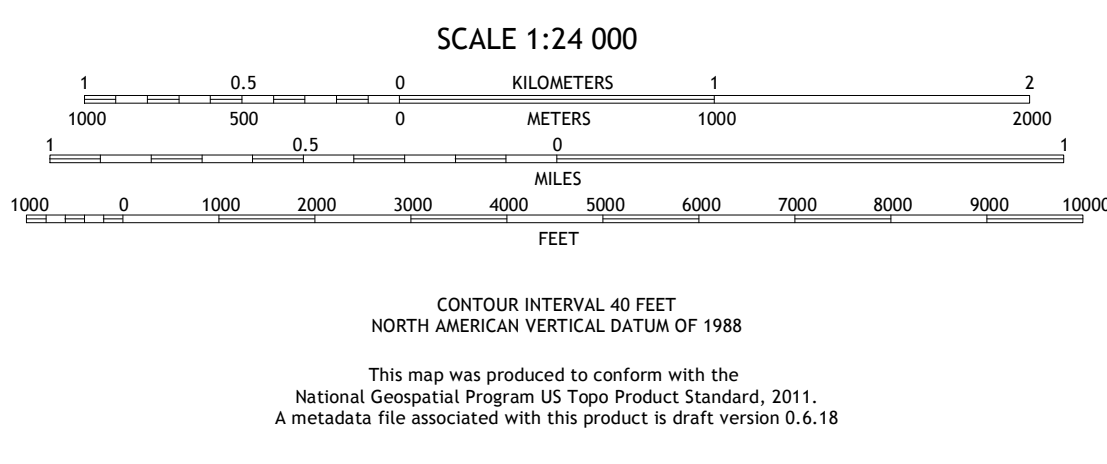 SCALE 1:24 000
1 0.5 0 KILOMETERS 1 2
1000 500 0 METERS 1000 2000
1 0.5 0 1
MILES
1000 0 1000 2000 3000 4000 5000 6000 7000 8000 9000 10000
FEET
CONTOUR INTERVAL 40 FEET
NORTH AMERICAN VERTICAL DATUM OF 1988
This map was produced to conform with the
National Geospatial Program US Topo Product Standard, 2011.
A metadata file associated with this product is draft version 0.6.18